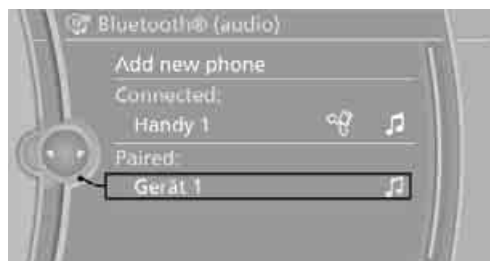 Bluetooth® (audio)
Add new phone
Connected:
Handy 1
Paired:
Gerät 1